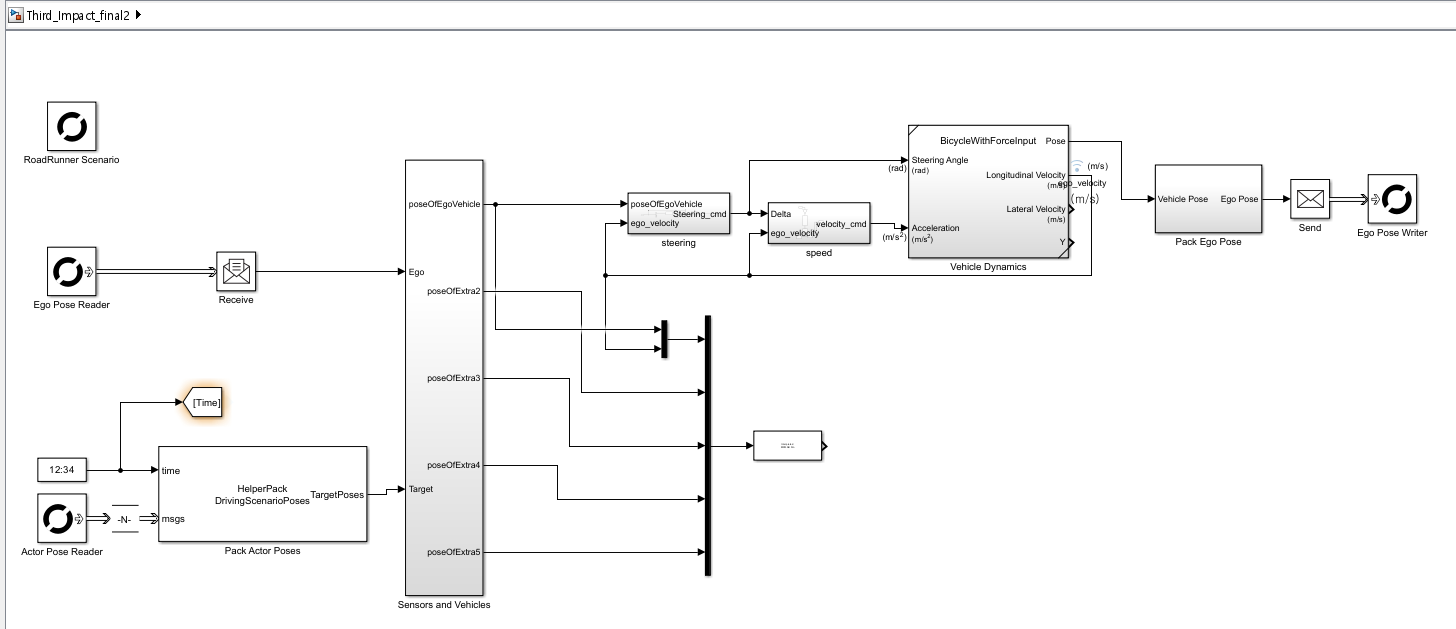 Third_Impact_final2
RoadRunner Scenario
Ego Pose Reader
Receive
[Time]
12:34
time
HelperPack
DrivingScenarioPoses
TargetPoses
msgs
-N-
Actor Pose Reader
Pack Actor Poses
poseOfEgoVehicle
Ego
poseOfExtra2
poseOfExtra3
poseOfExtra4
Target
poseOfExtra5
Sensors and Vehicles
poseOfEgoVehicle
Steering_cmd
ego_velocity
steering
Delta
velocity_cmd
ego_velocity
speed
(rad)
(m/s²)
BicycleWithForceInput
Pose
Steering Angle
(rad)
Longitudinal Velocity
(m/s)
Lateral Velocity
(m/s)
Acceleration
(m/s²)
Y
Vehicle Dynamics
(m/s)
ego_velocity
(m/s)
Vehicle Pose
Ego Pose
Pack Ego Pose
Send
Ego Pose Writer